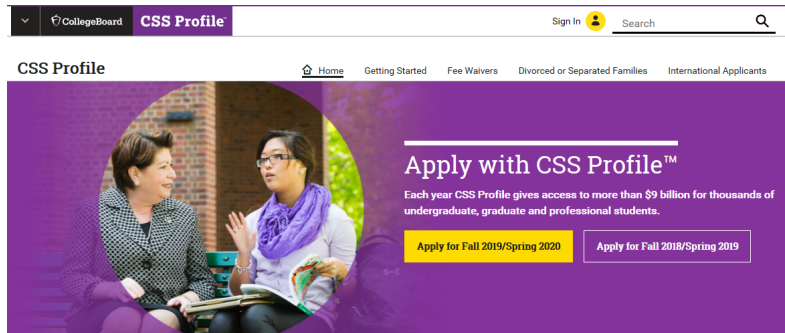 CollegeBoard CSS Profile
Sign In Search
CSS Profile
Home Getting Started Fee Waivers Divorced or Separated Families International Applicants
Apply with CSS Profile™
Each year CSS Profile gives access to more than $9
billion for thousands of
undergraduate, graduate and professional students.
Apply for Fall 2019/Spring 2020 Apply for Fall 2018/Spring 2019